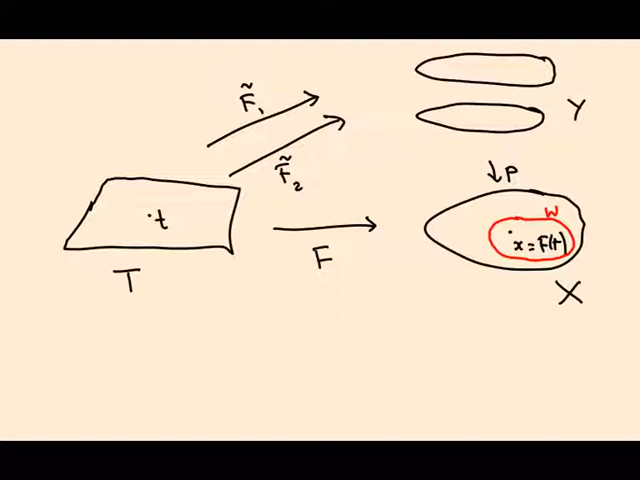 F̃₁
Y
F̃₂
↓P
W
·t
x = F(t)
F
T
X